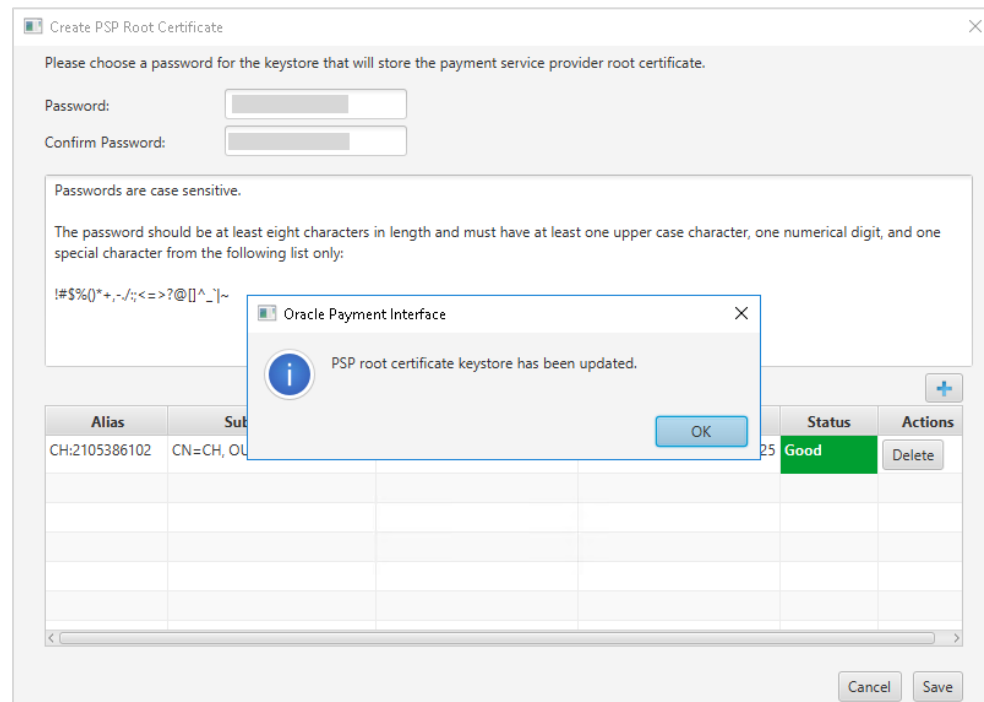 Create PSP Root Certificate
Please choose a password for the keystore that will store the payment service provider root certificate.
Password:
Confirm Password:
Passwords are case sensitive.
The password should be at least eight characters in length and must have at least one upper case character, one numerical digit, and one
special character from the following list only:
!#$%()*+,-./:;<=>?@[]^_`|~
Oracle Payment Interface
PSP root certificate keystore has been updated.
OK
Alias Sub Status Actions
CH:2105386102 CN=CH, OU 25 Good Delete
Cancel Save